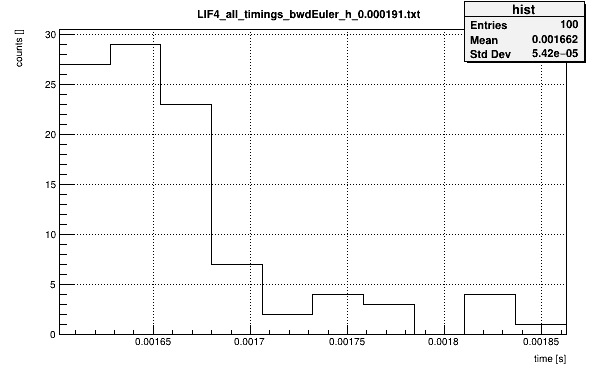 LIF4_all_timings_bwdEuler_h_0.000191.txt
hist
Entries 100
Mean 0.001662
Std Dev 5.42e−05
counts []
30
25
20
15
10
5
0
0.00165 0.0017 0.00175 0.0018 0.00185
time [s]